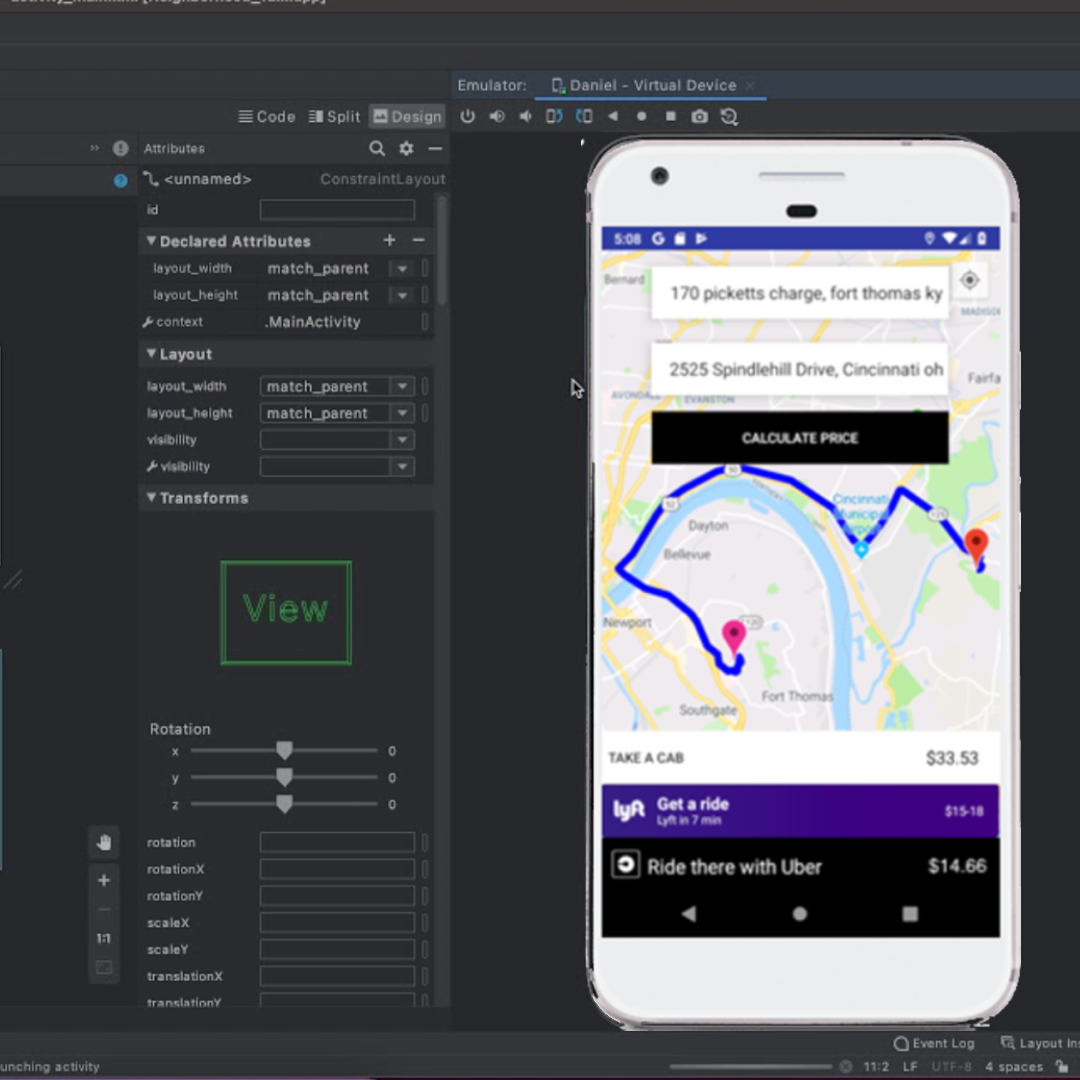 Emulator: Daniel - Virtual Device
Code Split Design
Attributes
<unnamed> ConstraintLayout
id
Declared Attributes
layout_width match_parent
layout_height match_parent
context .MainActivity
Layout
layout_width match_parent
layout_height match_parent
visibility
visibility
Transforms
View
Rotation
x 0
y 0
z 0
rotation
rotationX
rotationY
scaleX
scaleY
translationX
translationY
1:1
5:08
Bernard
170 picketts charge, fort thomas ky
2525 Spindlehill Drive, Cincinnati oh
Fairfa
EVANSTON
CALCULATE PRICE
50
52
Cincinnati
Municipal
125
Dayton
Bellevue
Newport
Fort Thomas
Southgate
TAKE A CAB $33.53
lyft Get a ride $15-18
Lyft in 7 min
Ride there with Uber $14.66
Event Log Layout Ins
unching activity 11:2 LF UTF-8 4 spaces